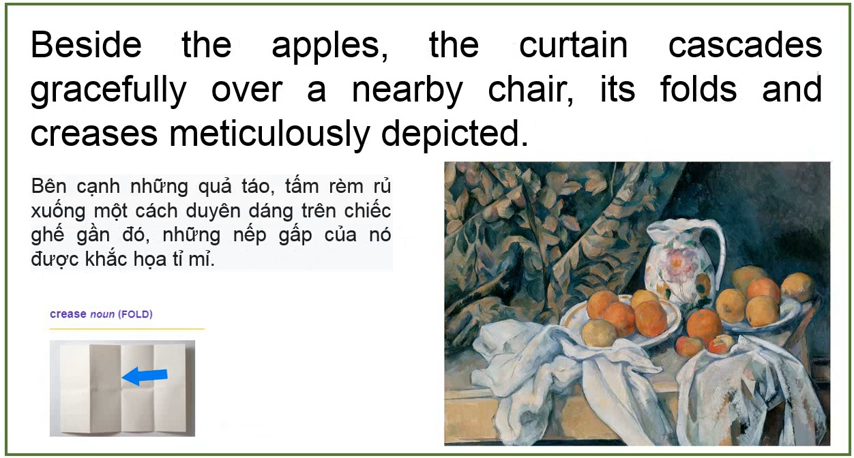 Beside the apples, the curtain cascades
gracefully over a nearby chair, its folds and
creases meticulously depicted.
Bên cạnh những quả táo, tấm rèm rủ
xuống một cách duyên dáng trên chiếc
ghế gần đó, những nếp gấp của nó
được khắc họa tỉ mỉ.
crease noun (FOLD)